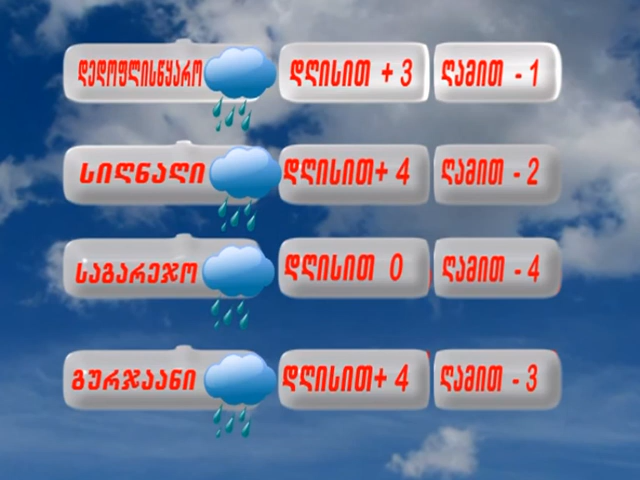 დედოფლისწყარო დღისით + 3 ღამით - 1
სიღნაღი დღისით + 4 ღამით - 2
საგარეჯო დღისით 0 ღამით - 4
გურჯაანი დღისით + 4 ღამით - 3